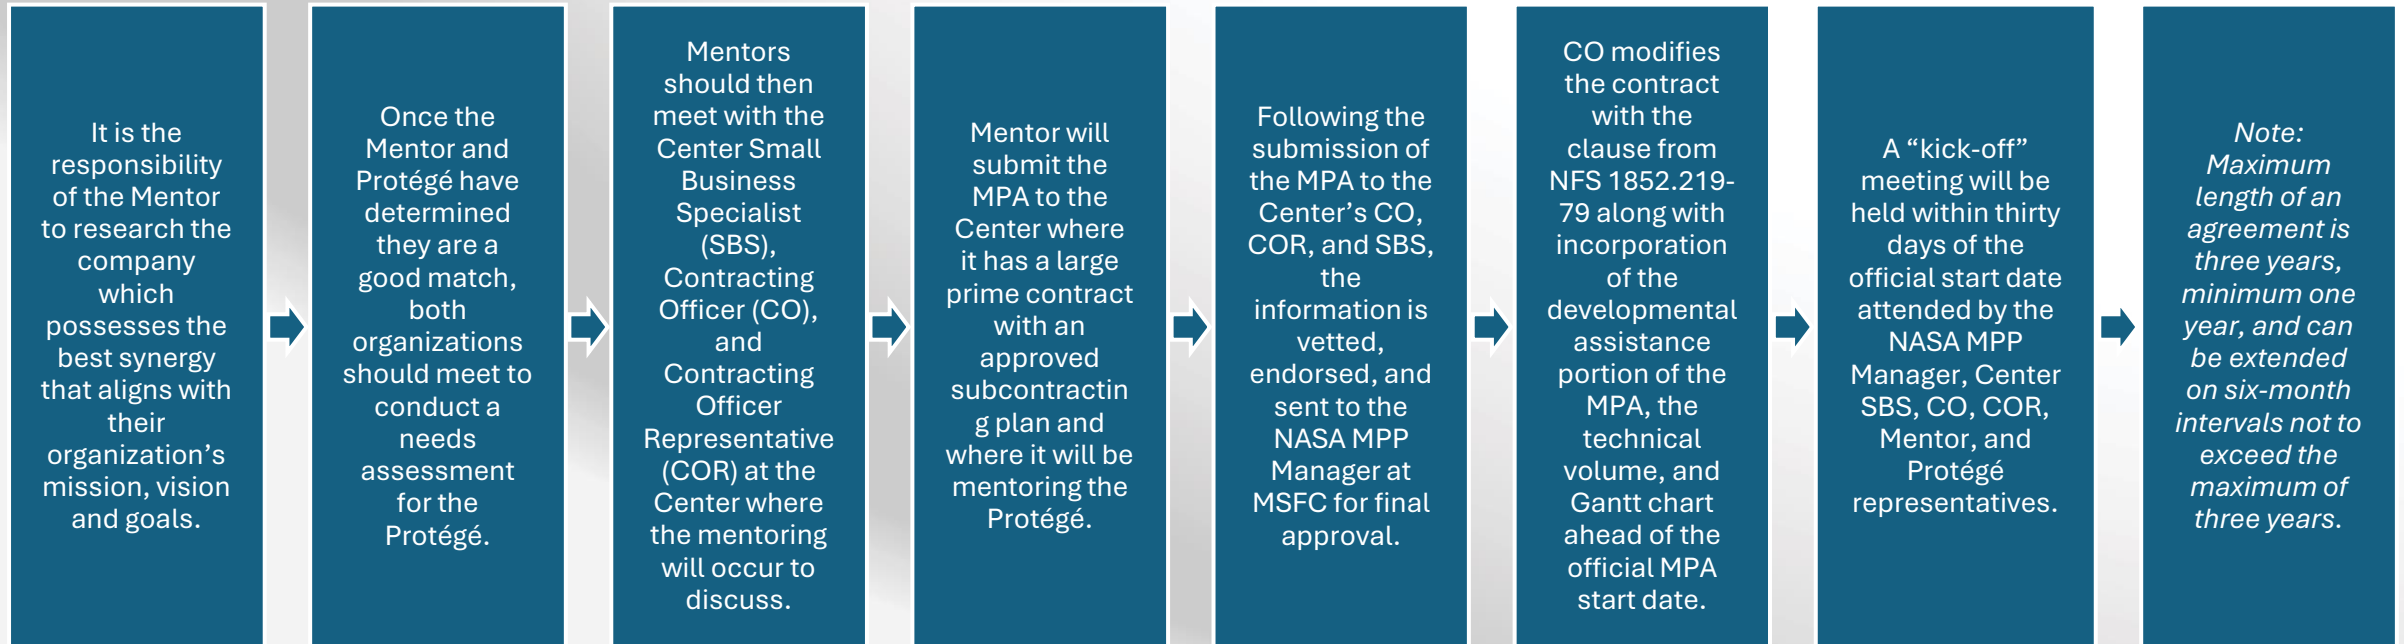 It is the
responsibility
of the Mentor
to research the
company
which
possesses the
best synergy
that aligns with
their
organization’s
mission, vision
and goals.
Once the
Mentor and
Protégé have
determined
they are a
good match,
both
organizations
should meet to
conduct a
needs
assessment
for the
Protégé.
Mentors
should then
meet with the
Center Small
Business
Specialist
(SBS),
Contracting
Officer (CO),
and
Contracting
Officer
Representative
(COR) at the
Center where
the mentoring
will occur to
discuss.
Mentor will
submit the
MPA to the
Center where
it has a large
prime contract
with an
approved
subcontractin
g plan and
where it will be
mentoring the
Protégé.
Following the
submission of
the MPA to the
Center’s CO,
COR, and SBS,
the
information is
vetted,
endorsed, and
sent to the
NASA MPP
Manager at
MSFC for final
approval.
CO modifies
the contract
with the
clause from
NFS 1852.219-
79 along with
incorporation
of the
developmental
assistance
portion of the
MPA, the
technical
volume, and
Gantt chart
ahead of the
official MPA
start date.
A “kick-off”
meeting will be
held within thirty
days of the
official start date
attended by the
NASA MPP
Manager, Center
SBS, CO, COR,
Mentor, and
Protégé
representatives.
Note:
Maximum
length of an
agreement is
three years,
minimum one
year, and can
be extended
on six-month
intervals not to
exceed the
maximum of
three years.